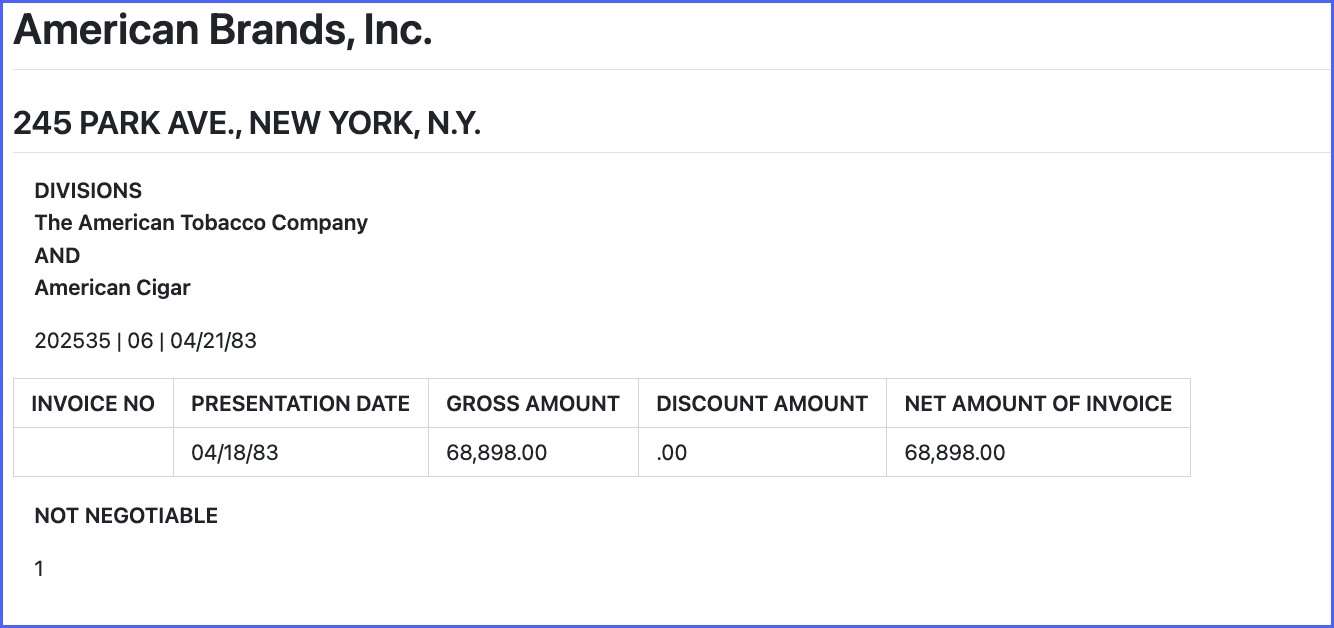 American Brands, Inc.
245 PARK AVE., NEW YORK, N.Y.
DIVISIONS
The American Tobacco Company
AND
American Cigar
202535 | 06 | 04/21/83
INVOICE NO PRESENTATION DATE GROSS AMOUNT DISCOUNT AMOUNT NET AMOUNT OF INVOICE
04/18/83 68,898.00 .00 68,898.00
NOT NEGOTIABLE
1